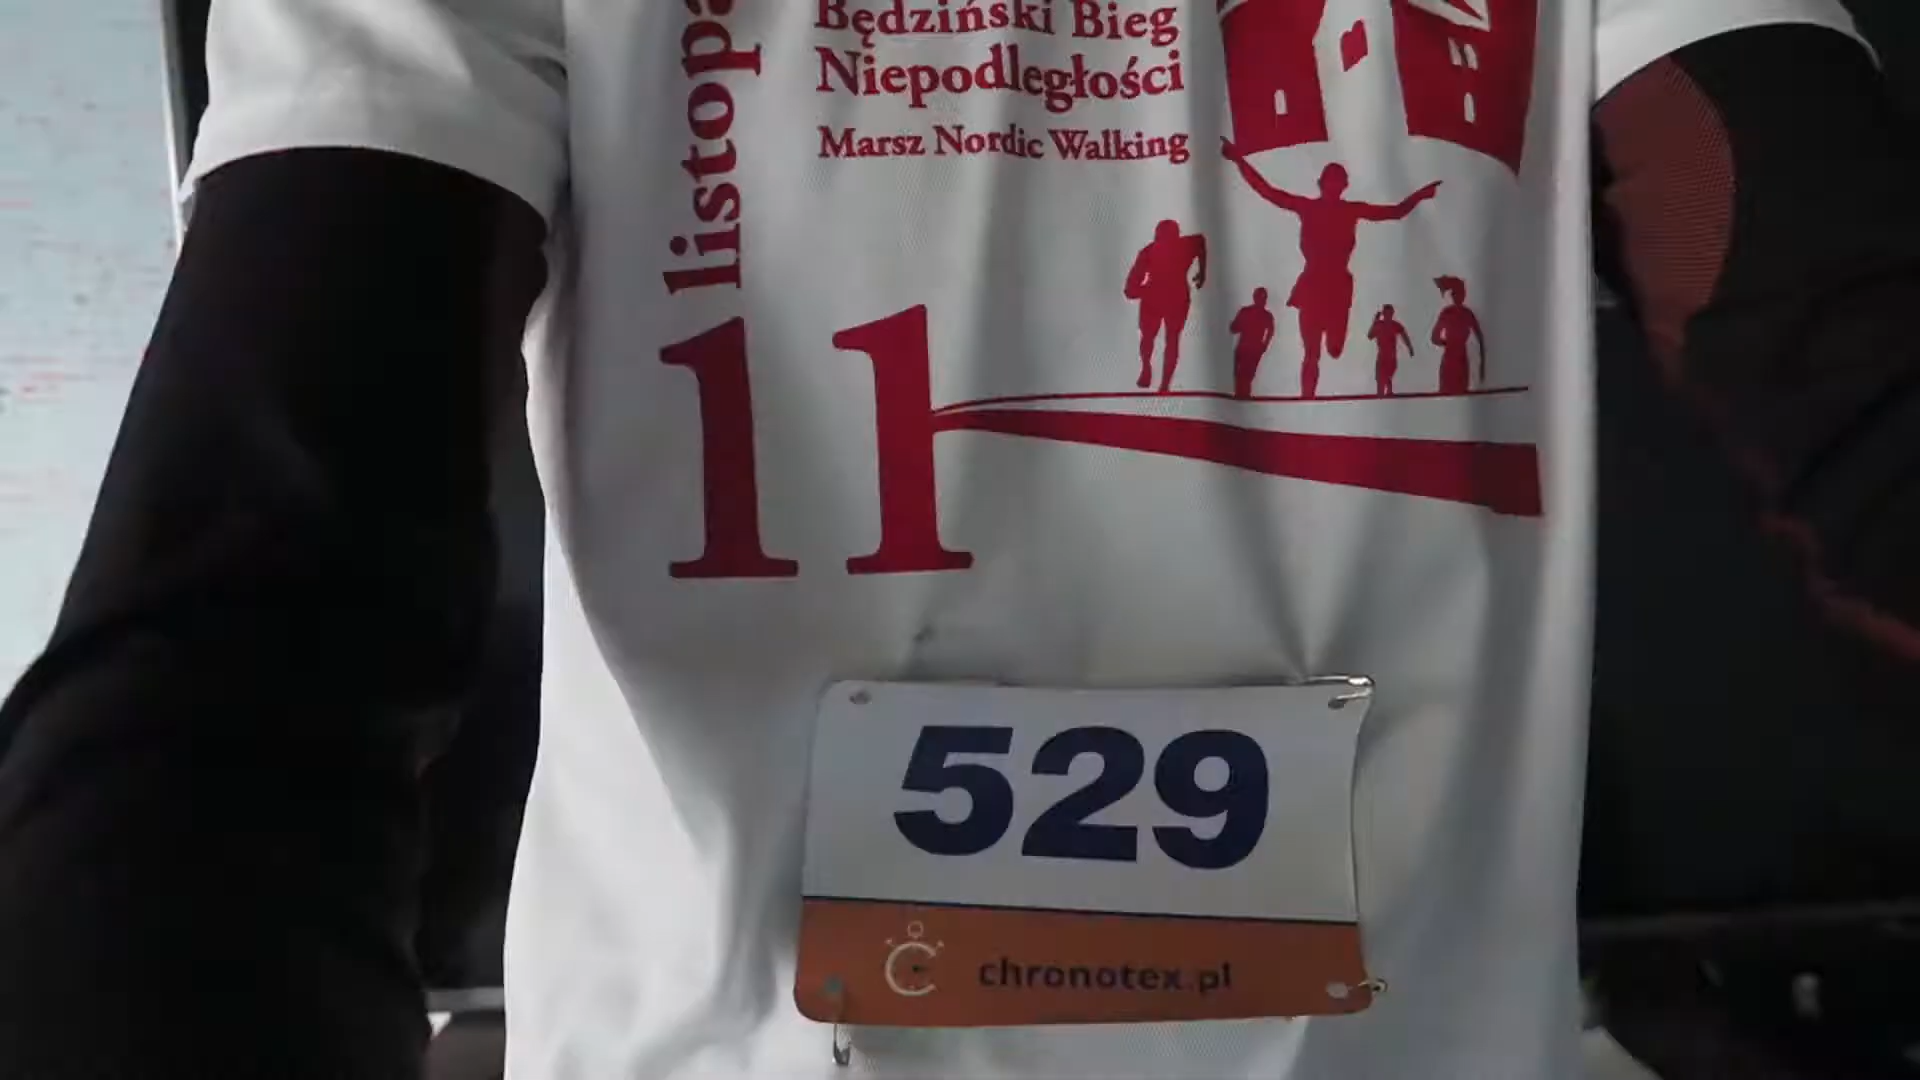 Będziński Bieg
Niepodległości
Marsz Nordic Walking
listopa
11
529
chronotex.pl